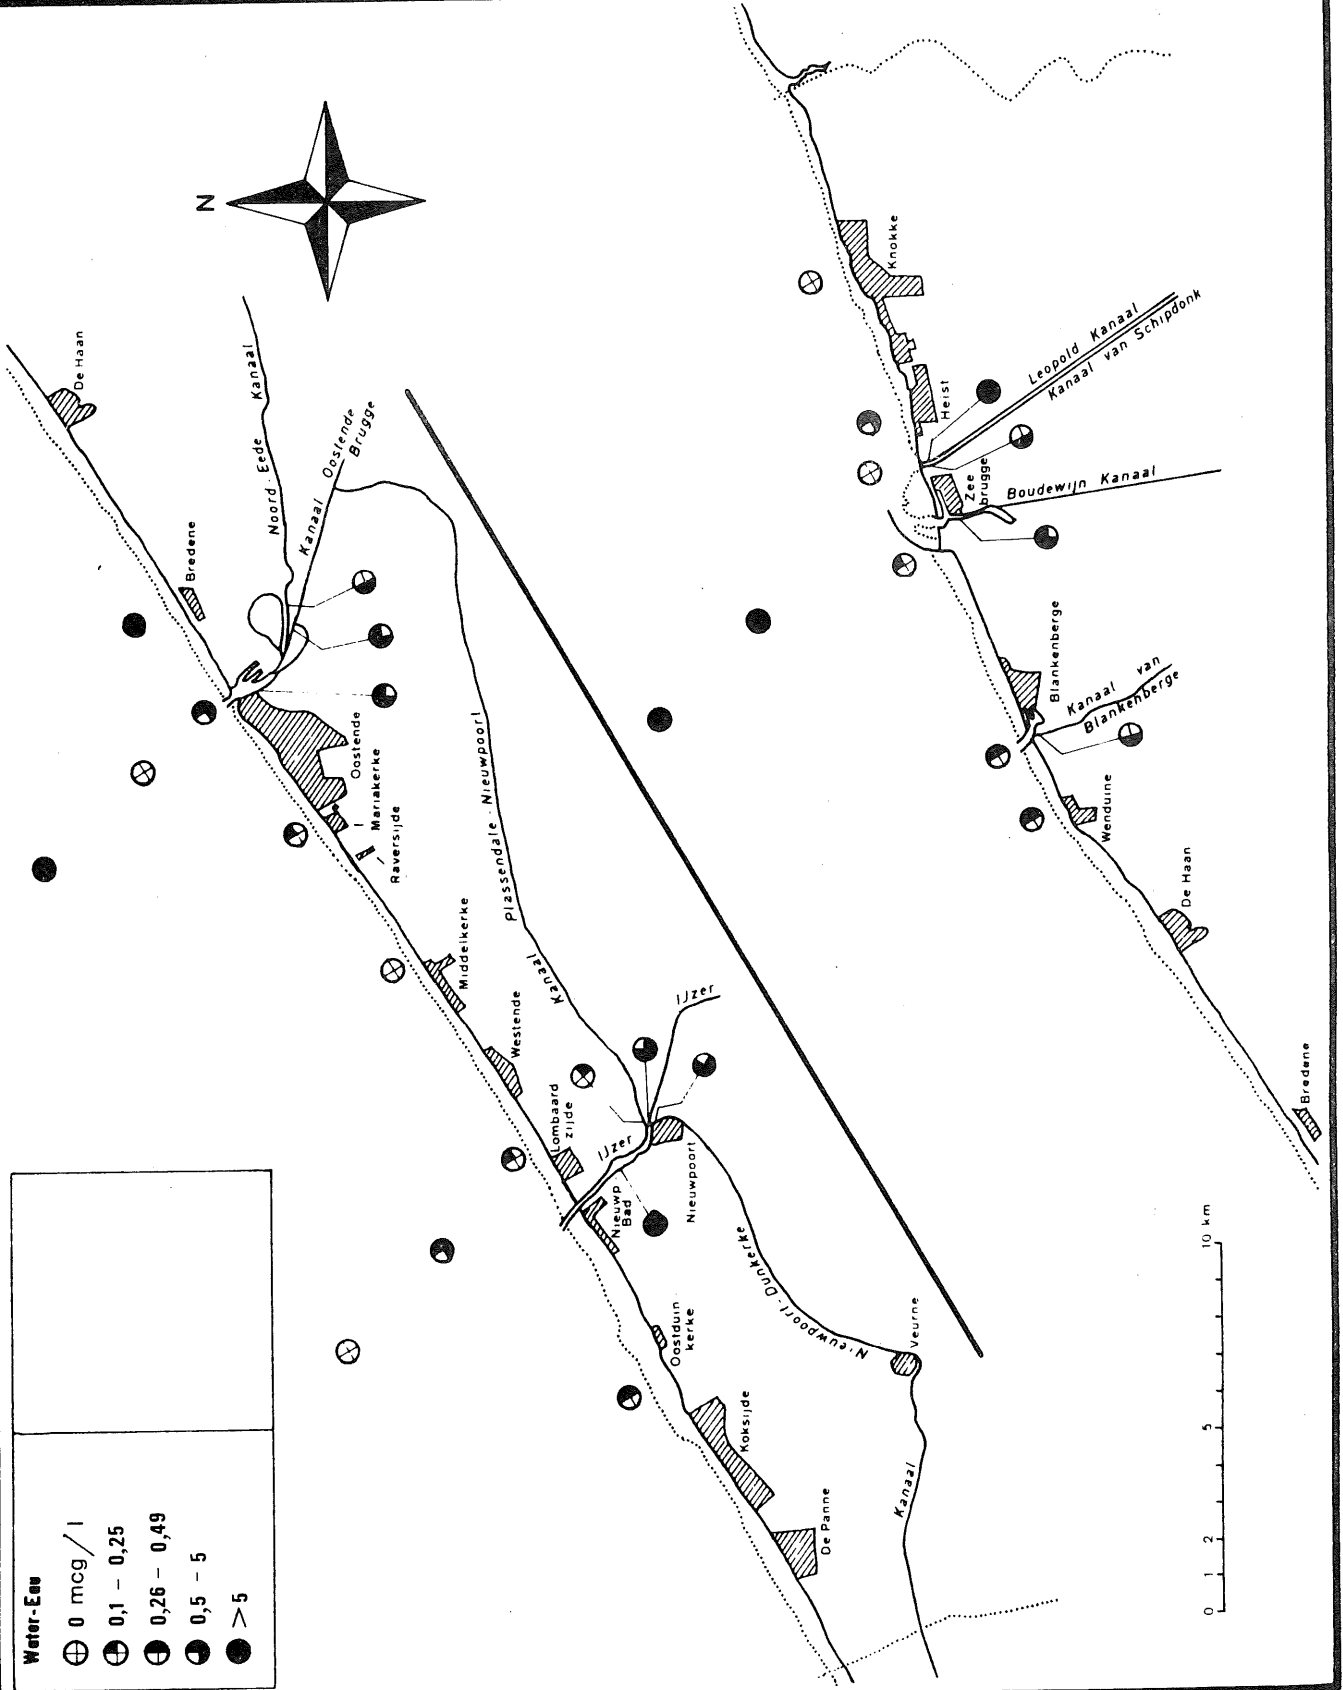 Water-Eau
0 mcg / l
0,1 - 0,25
0,26 - 0,49
0,5 - 5
>5
N
De Haan
Bredene
Noord-Eede Kanaal
Kanaal Oostende
Brugge
Oostende
Mariakerke
Raversijde
Middelkerke
Westende
Lombaard
zijde
Kanaal Plassendale-Nieuwpoort
IJzer
IJzer
Nieuwp
Bad
Nieuwpoort
Oostduin
kerke
Koksijde
De Panne
Nieuwpoort-Dunkerke
Veurne
Kanaal
0 1 2 5 10 km
Knokke
Heist
Leopold Kanaal
Kanaal van Schipdonk
Zee
brugge
Boudewijn Kanaal
Blankenberge
Kanaal van
Blankenberge
Wenduine
De Haan
Bredene